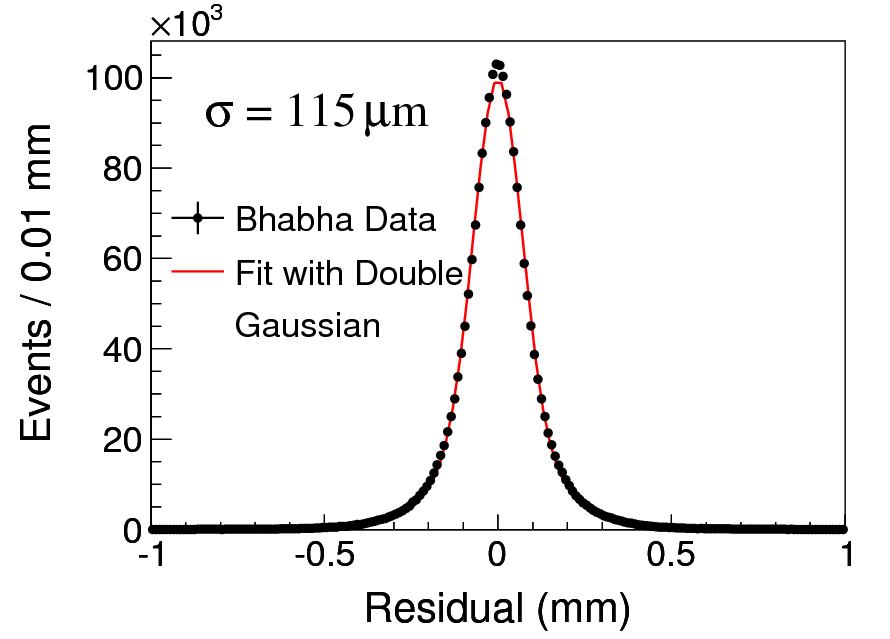 ×10³
100
80
60
40
20
0
Events / 0.01 mm
σ = 115 μm
Bhabha Data
Fit with Double
Gaussian
-1 -0.5 0 0.5 1
Residual (mm)